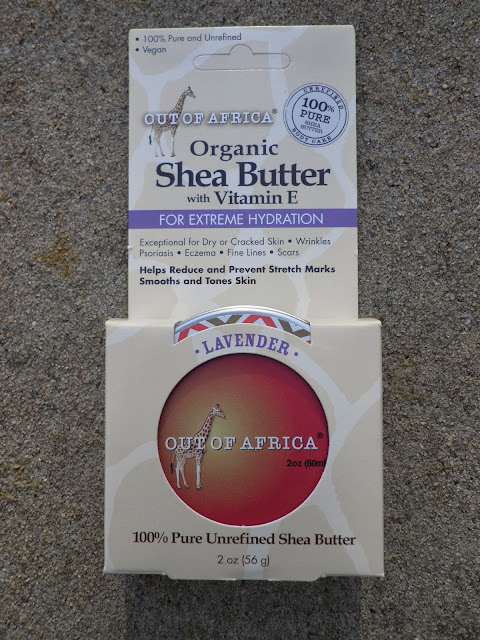 • 100% Pure and Unrefined
• Vegan
OUT OF AFRICA®
UNREFINED
100%
PURE
SHEA
BUTTER
BODY CARE
Organic
Shea Butter
with Vitamin E
FOR EXTREME HYDRATION
Exceptional for Dry or Cracked Skin • Wrinkles
Psoriasis • Eczema • Fine Lines • Scars
Helps Reduce and Prevent Stretch Marks
Smooths and Tones Skin
• LAVENDER •
OUT OF AFRICA®
2oz (60ml
100% Pure Unrefined Shea Butter
2 oz (56 g)